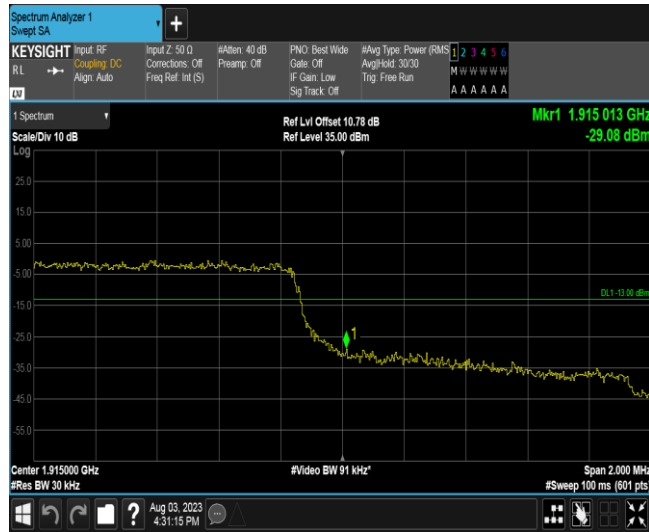 Spectrum Analyzer 1
Swept SA
+
KEYSIGHT
RL
LXI
Input: RF
Coupling: DC
Align: Auto
Input Z: 50 Ω
Corrections: Off
Freq Ref: Int (S)
#Atten: 40 dB
Preamp: Off
PNO: Best Wide
Gate: Off
IF Gain: Low
Sig Track: Off
#Avg Type: Power (RMS
Avg|Hold: 30/30
Trig: Free Run
1 2 3 4 5 6
M W W W W W
A A A A A A
1 Spectrum
Scale/Div 10 dB
Ref Lvl Offset 10.78 dB
Ref Level 35.00 dBm
Mkr1 1.915 013 GHz
-29.08 dBm
Log
25.0
15.0
5.00
-5.00
DL1 -13.00 dBm
-15.0
-25.0
1
-35.0
-45.0
-55.0
Center 1.915000 GHz
#Res BW 30 kHz
#Video BW 91 kHz*
Span 2.000 MHz
#Sweep 100 ms (601 pts)
?
Aug 03, 2023
4:31:15 PM